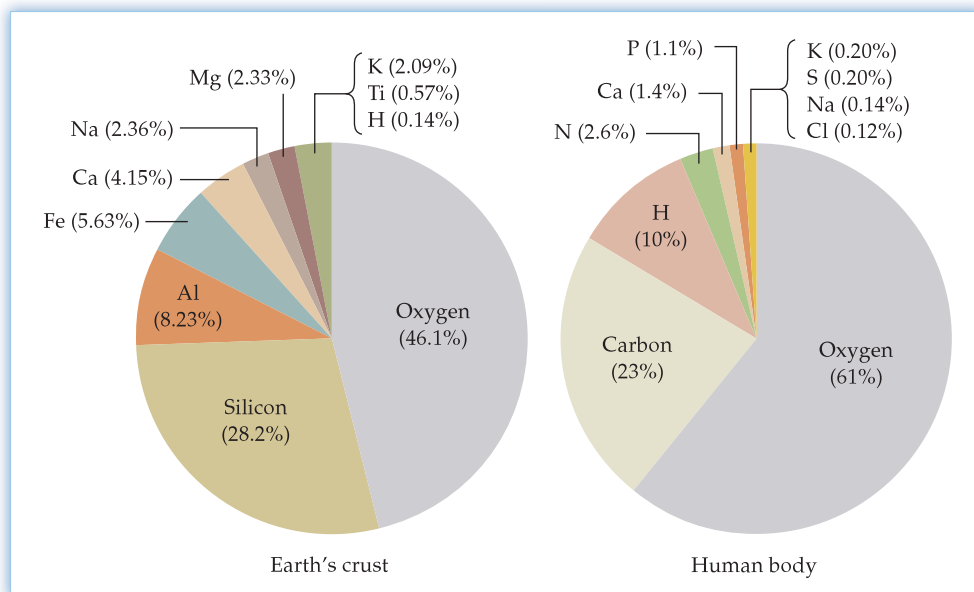 K (2.09%)
Ti (0.57%)
H (0.14%)
Mg (2.33%)
Na (2.36%)
Ca (4.15%)
Fe (5.63%)
Al
(8.23%)
Silicon
(28.2%)
Oxygen
(46.1%)
Earth’s crust
K (0.20%)
S (0.20%)
Na (0.14%)
Cl (0.12%)
P (1.1%)
Ca (1.4%)
N (2.6%)
H
(10%)
Carbon
(23%)
Oxygen
(61%)
Human body